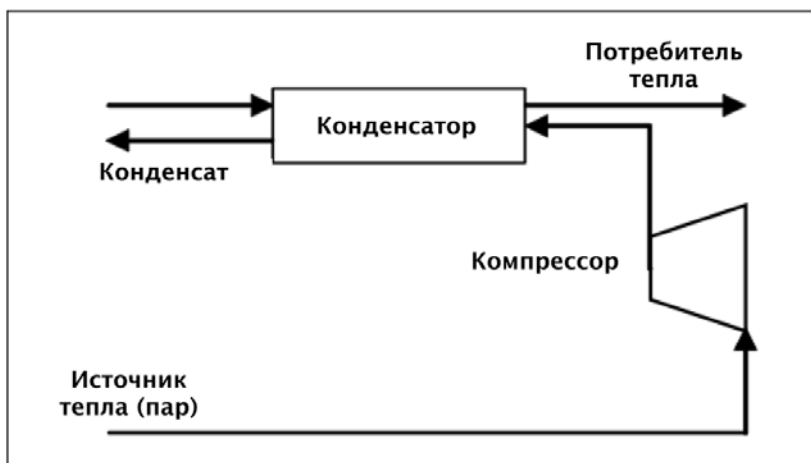 Потребитель
тепла
Конденсатор
Конденсат
Компрессор
Источник
тепла (пар)